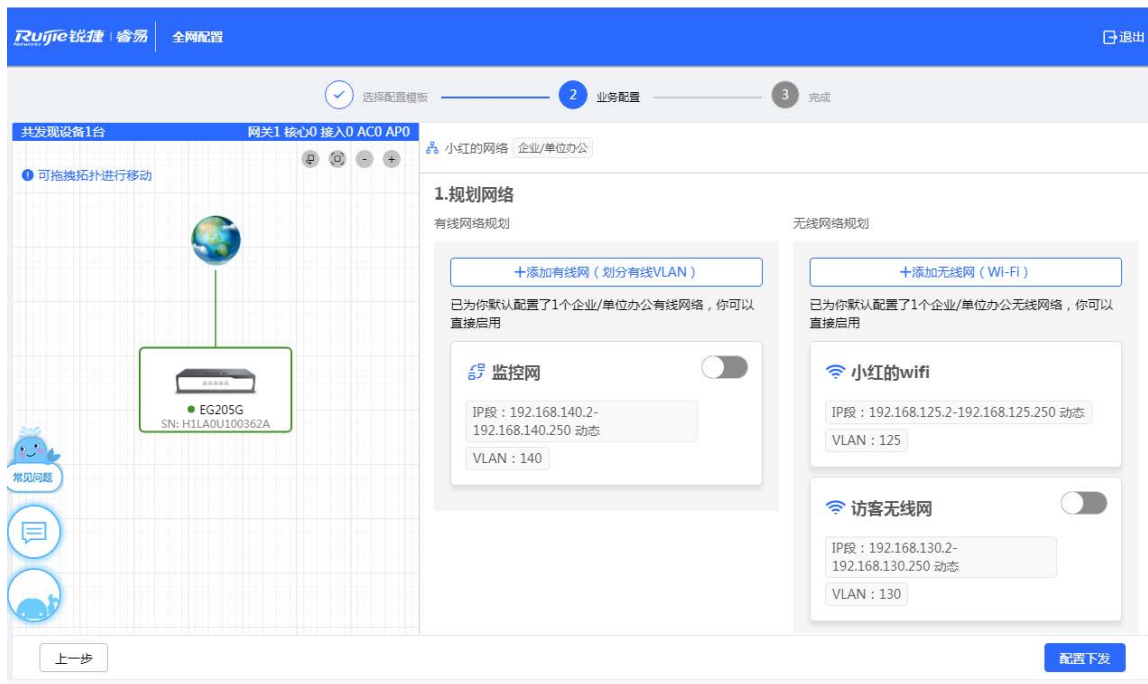 Ruijie锐捷 | 睿易 全网配置 退出
Networks
选择配置模板 2 业务配置 3 完成
共发现设备1台 网关1 核心0 接入0 AC0 AP0
可拖拽拓扑进行移动
EG205G
SN: H1LA0U100362A
常见问题
小红的网络 企业/单位办公
1.规划网络
有线网络规划
+添加有线网(划分有线VLAN)
已为你默认配置了1个企业/单位办公有线网络,你可以
直接启用
监控网
IP段:192.168.140.2-
192.168.140.250 动态
VLAN:140
无线网络规划
+添加无线网(Wi-Fi)
已为你默认配置了1个企业/单位办公无线网络,你可以
直接启用
小红的wifi
IP段:192.168.125.2-192.168.125.250 动态
VLAN:125
访客无线网
IP段:192.168.130.2-
192.168.130.250 动态
VLAN:130
上一步 配置下发